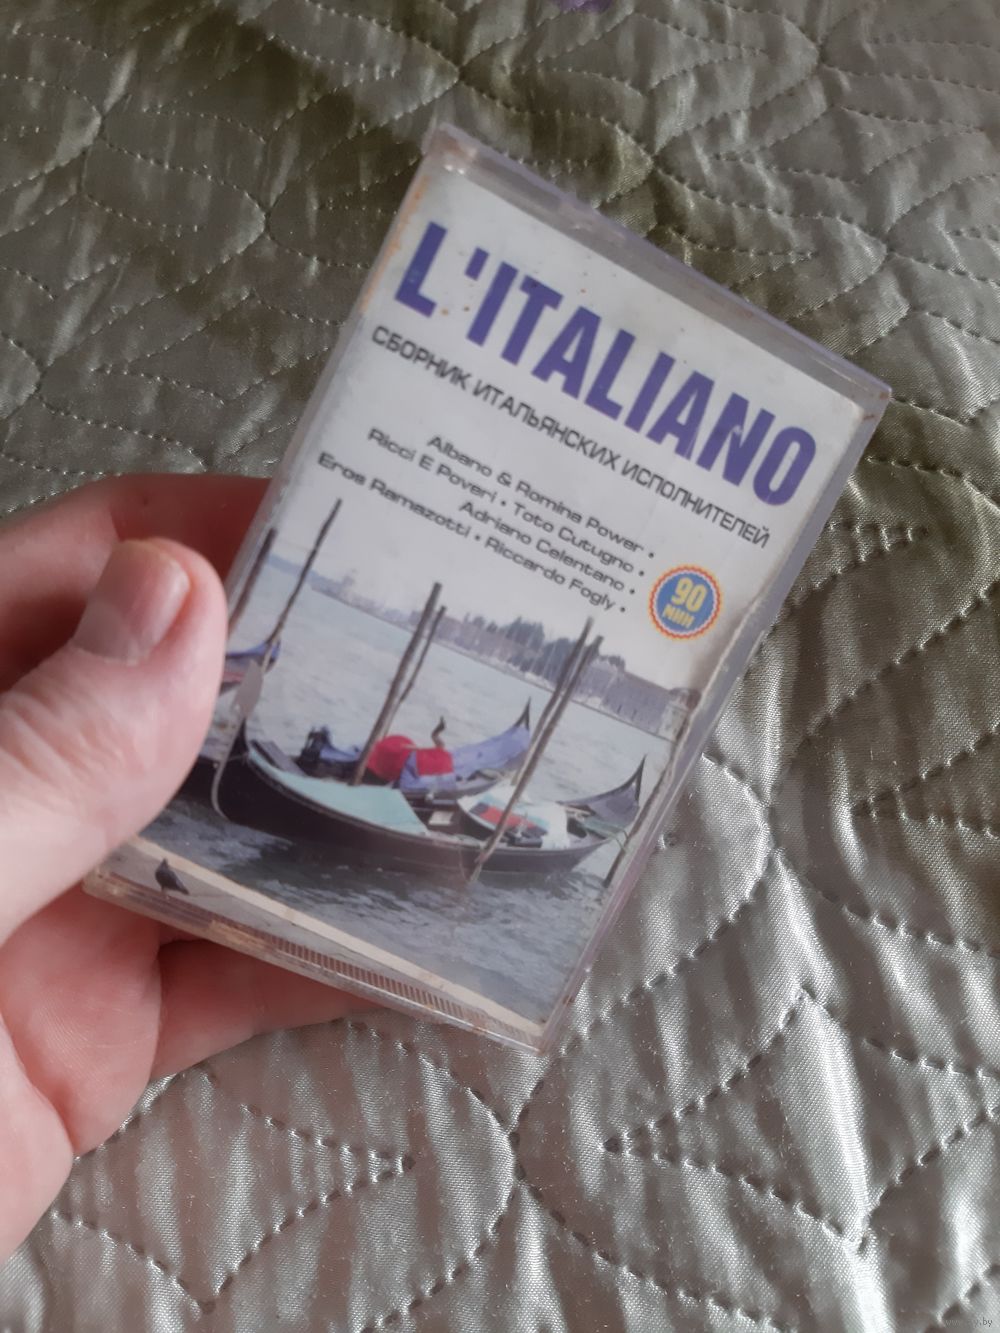 L'ITALIANO
СБОРНИК ИТАЛЬЯНСКИХ ИСПОЛНИТЕЛЕЙ
Albano & Romina Power •
Ricci E Poveri • Toto Cutugno •
Adriano Celentano •
Eros Ramazotti • Riccardo Fogly •
90
МИН